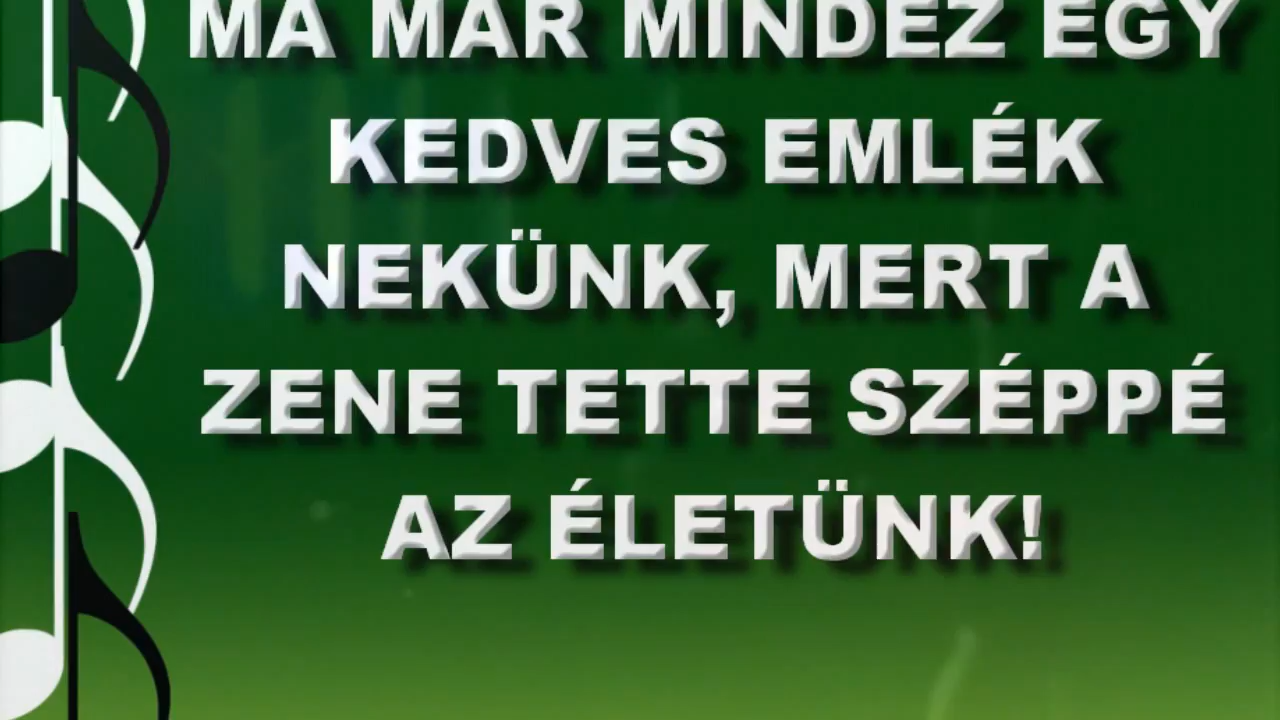 MA MÁR MINDEZ EGY
KEDVES EMLÉK
NEKÜNK, MERT A
ZENE TETTE SZÉPPÉ
AZ ÉLETÜNK!